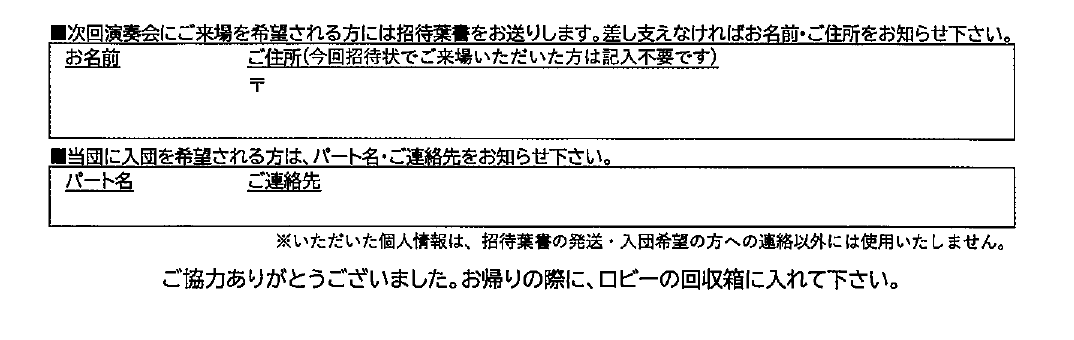 ■次回演奏会にご来場を希望される方には招待葉書をお送りします。差し支えなければお名前・ご住所をお知らせ下さい。
お名前 ご住所(今回招待状でご来場いただいた方は記入不要です)
〒
■当団に入団を希望される方は、パート名・ご連絡先をお知らせ下さい。
パート名 ご連絡先
※いただいた個人情報は、招待葉書の発送・入団希望の方への連絡以外には使用いたしません。
ご協力ありがとうございました。お帰りの際に、ロビーの回収箱に入れて下さい。